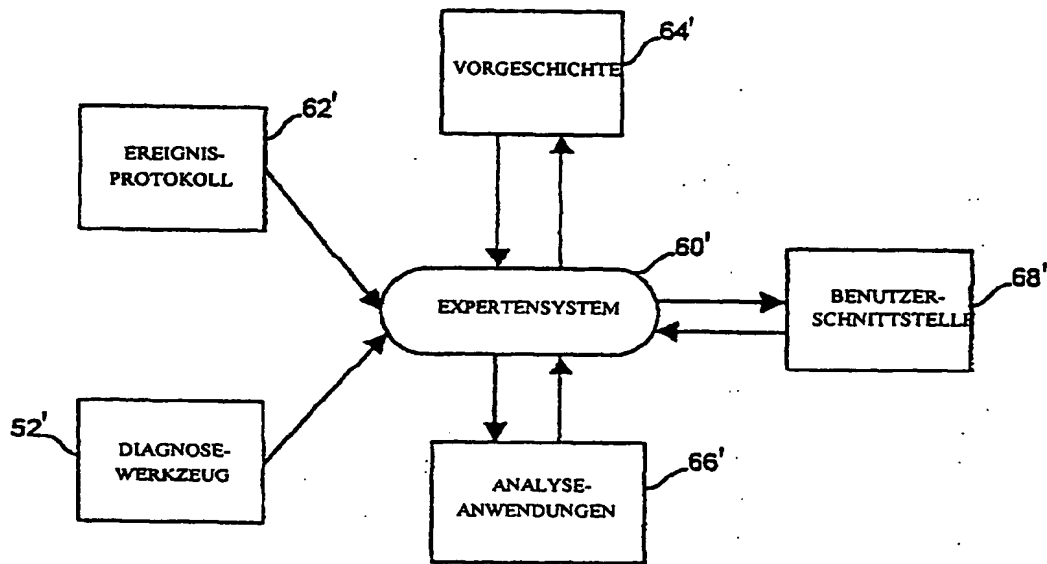 64'
VORGESCHICHTE
62'
EREIGNIS-
PROTOKOLL
60'
EXPERTENSYSTEM
68'
BENUTZER-
SCHNITTSTELLE
52'
DIAGNOSE-
WERKZEUG
66'
ANALYSE-
ANWENDUNGEN